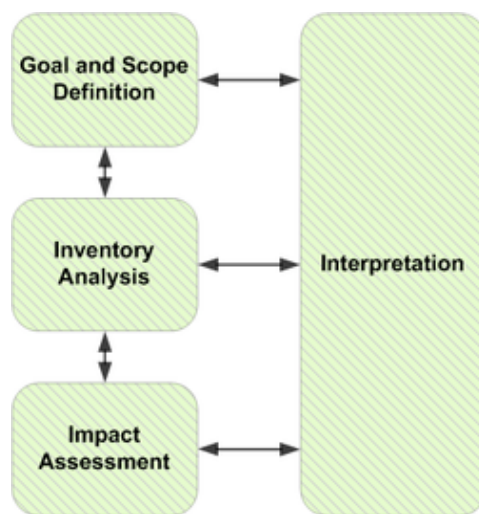 Goal and Scope
Definition
Inventory
Analysis
Interpretation
Impact
Assessment